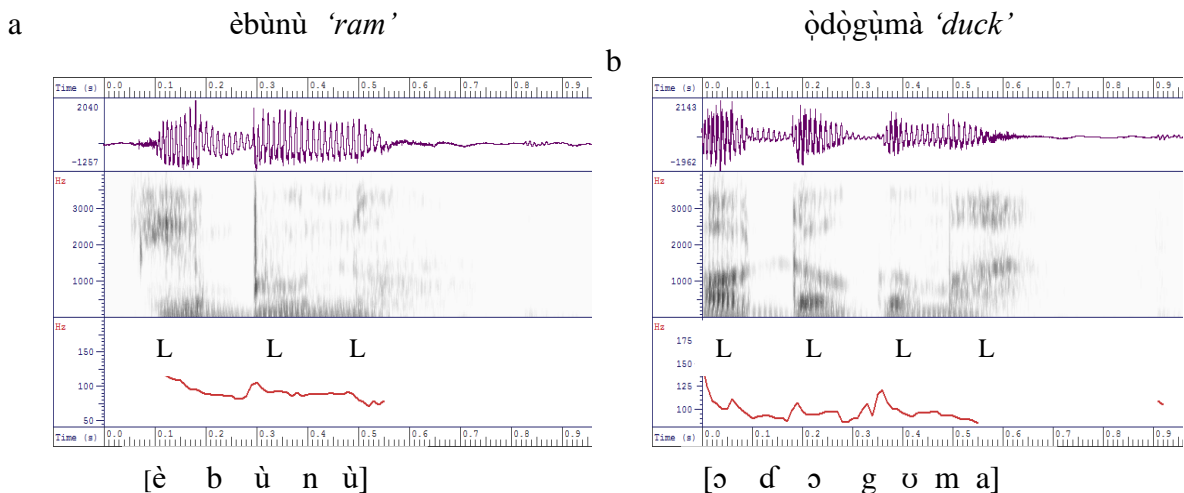 a
èbùnù ‘ram’
Time (s) 0.0 0.1 0.2 0.3 0.4 0.5 0.6 0.7 0.8 0.9
2040
-1257
Hz
3000
2000
1000
Hz
150
100
50
L L L
Time (s) 0.0 0.1 0.2 0.3 0.4 0.5 0.6 0.7 0.8 0.9
[è b ù n ù]
b
ọ̀dọ̀gụ̀mà ‘duck’
Time (s) 0.0 0.1 0.2 0.3 0.4 0.5 0.6 0.7 0.8 0.9
2143
-1962
Hz
3000
2000
1000
Hz
175
150
125
100
L L L L
Time (s) 0.0 0.1 0.2 0.3 0.4 0.5 0.6 0.7 0.8 0.9
[ɔ ɗ ɔ g ʊ m a]